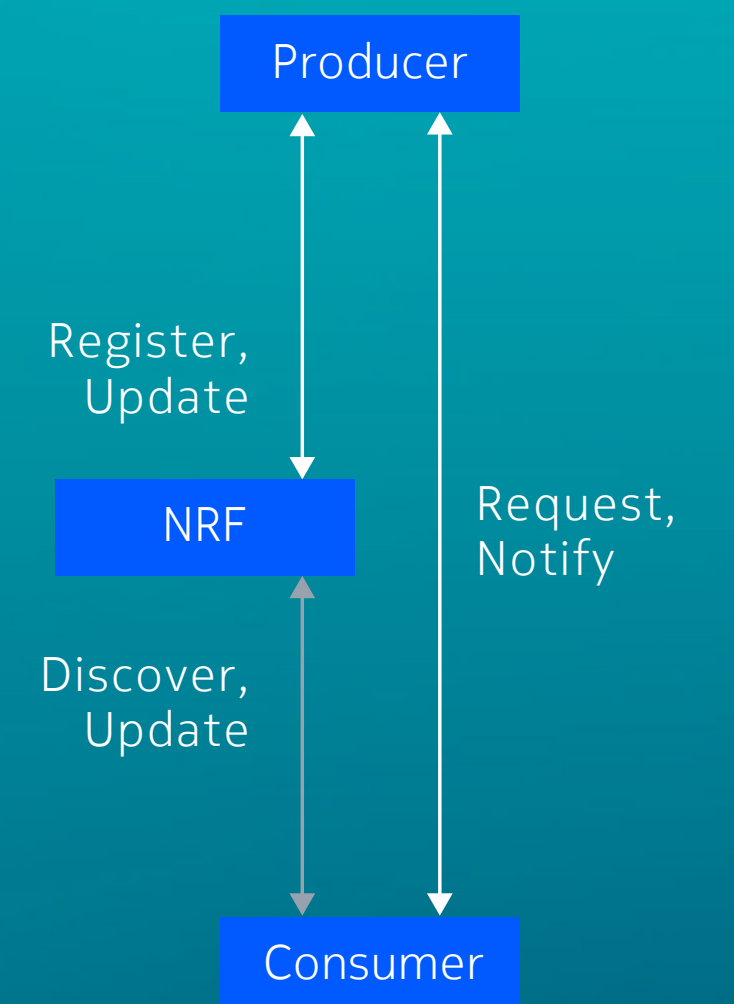 Producer
Register,
Update
NRF
Request,
Notify
Discover,
Update
Consumer